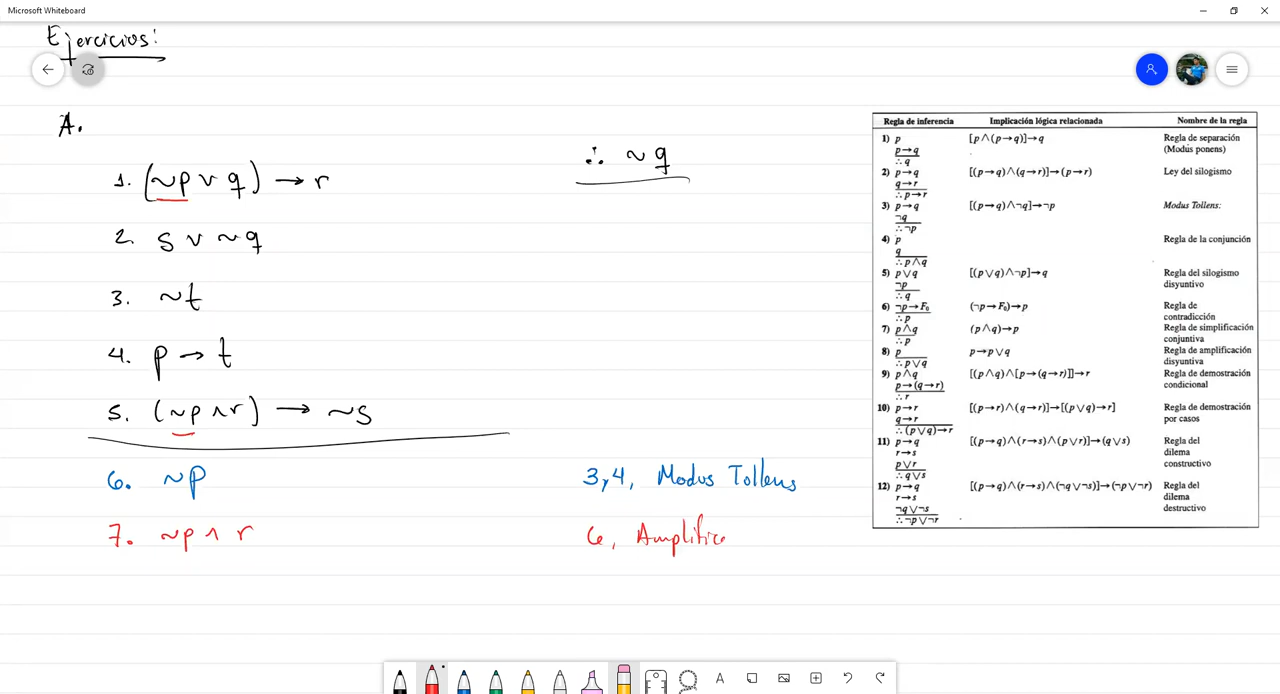 Microsoft Whiteboard
Ejercicios:
A.
∴ ~q
1. (~p ∨ q) → r
2. s ∨ ~q
3. ~t
4. p → t
5. (~p ∧ r) → ~s
6. ~p 3,4, Modus Tollens
7. ~p ∧ r 6, Amplifica
Regla de inferencia Implicación lógica relacionada Nombre de la regla
1) p [p∧(p→q)]→q Regla de separación
p→q (Modus ponens)
∴q
2) p→q [(p→q)∧(q→r)]→(p→r) Ley del silogismo
q→r
∴p→r
3) p→q [(p→q)∧¬q]→¬p Modus Tollens:
¬q
∴¬p
4) p Regla de la conjunción
q
∴p∧q
5) p∨q [(p∨q)∧¬p]→q Regla del silogismo
¬p disyuntivo
∴q
6) ¬p→F₀ (¬p→F₀)→p Regla de
∴p contradicción
7) p∧q (p∧q)→p Regla de simplificación
∴p conjuntiva
8) p p→p∨q Regla de amplificación
∴p∨q disyuntiva
9) p∧q [(p∧q)∧[p→(q→r)]]→r Regla de demostración
p→(q→r) condicional
∴r
10) p→r [(p→r)∧(q→r)]→[(p∨q)→r] Regla de demostración
q→r por casos
∴(p∨q)→r
11) p→q [(p→q)∧(r→s)∧(p∨r)]→(q∨s) Regla del
r→s dilema
p∨r constructivo
∴q∨s
12) p→q [(p→q)∧(r→s)∧(¬q∨¬s)]→(¬p∨¬r) Regla del
r→s dilema
¬q∨¬s destructivo
∴¬p∨¬r